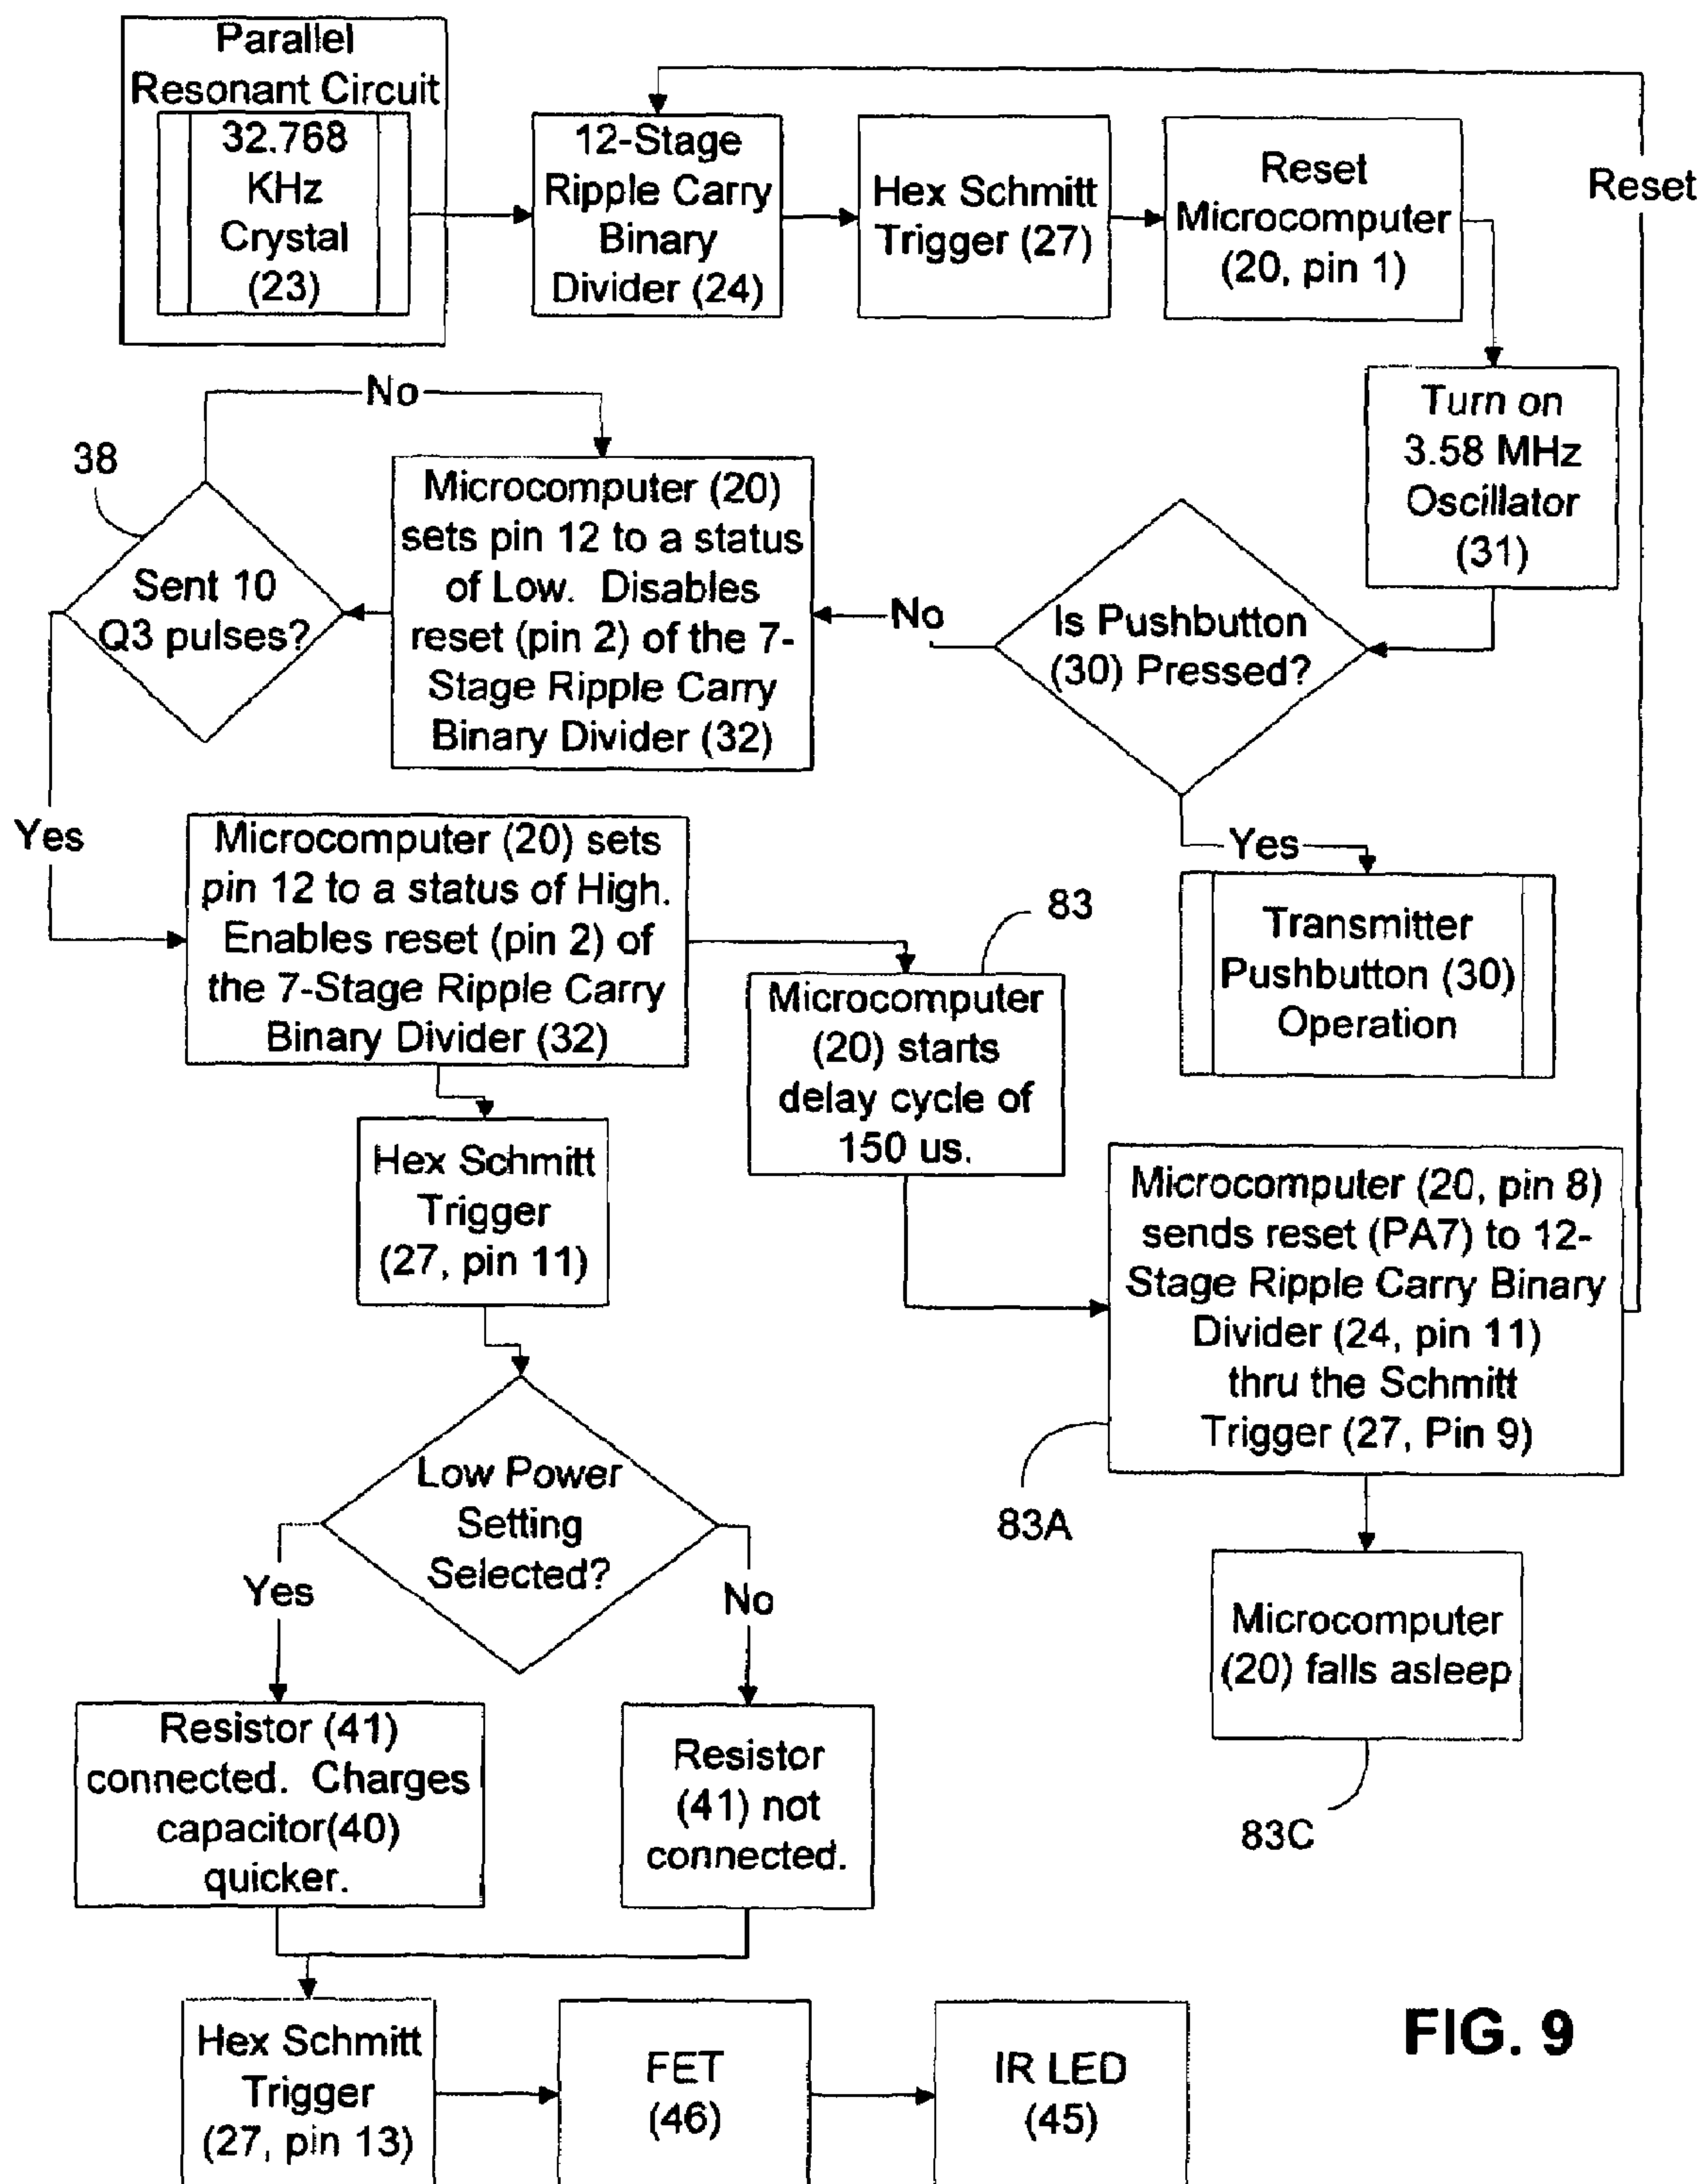 Parallel
Resonant Circuit
32.768
KHz
Crystal
(23)
12-Stage
Ripple Carry
Binary
Divider (24)
Hex Schmitt
Trigger (27)
Reset
Microcomputer
(20, pin 1)
Reset
Turn on
3.58 MHz
Oscillator
(31)
No
38
Sent 10
Q3 pulses?
Microcomputer (20)
sets pin 12 to a status
of Low. Disables
reset (pin 2) of the 7-
Stage Ripple Carry
Binary Divider (32)
No
Is Pushbutton
(30) Pressed?
Yes
Yes
Transmitter
Pushbutton (30)
Operation
Microcomputer (20) sets
pin 12 to a status of High.
Enables reset (pin 2) of
the 7-Stage Ripple Carry
Binary Divider (32)
83
Microcomputer
(20) starts
delay cycle of
150 us.
Hex Schmitt
Trigger
(27, pin 11)
Microcomputer (20, pin 8)
sends reset (PA7) to 12-
Stage Ripple Carry Binary
Divider (24, pin 11)
thru the Schmitt
Trigger (27, Pin 9)
83A
Low Power
Setting
Selected?
Yes
No
Microcomputer
(20) falls asleep
83C
Resistor (41)
connected. Charges
capacitor(40)
quicker.
Resistor
(41) not
connected.
Hex Schmitt
Trigger
(27, pin 13)
FET
(46)
IR LED
(45)
FIG. 9